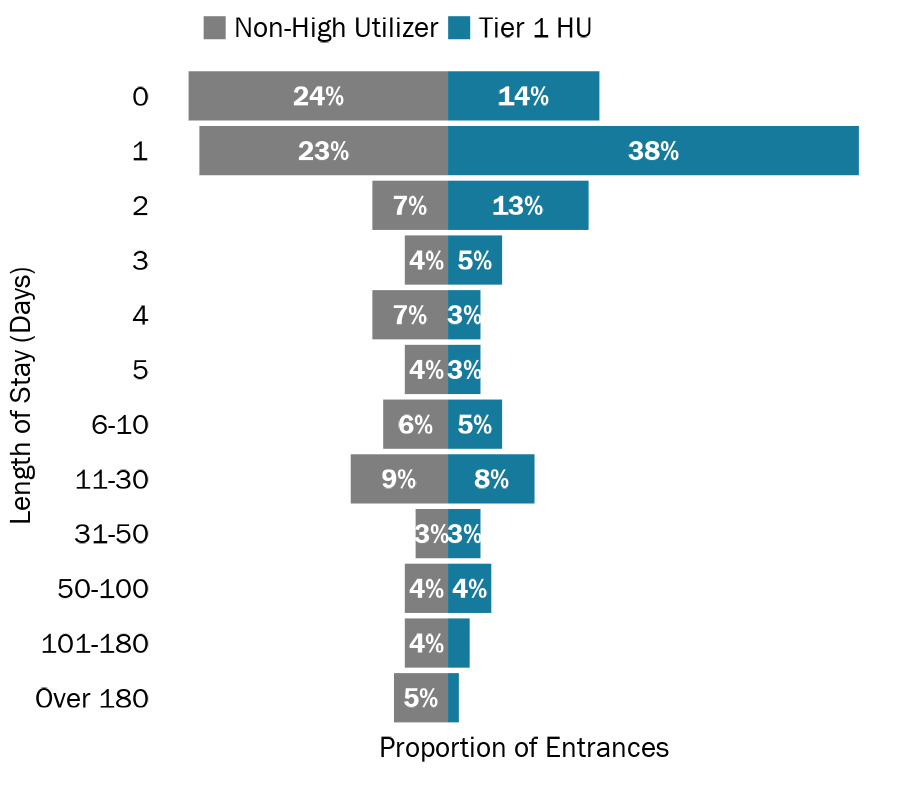 Non-High Utilizer Tier 1 HU
0 24% 14%
1 23% 38%
2 7% 13%
3 4% 5%
4 7% 3%
5 4% 3%
6-10 6% 5%
11-30 9% 8%
31-50 3% 3%
50-100 4% 4%
101-180 4%
Over 180 5%
Length of Stay (Days)
Proportion of Entrances